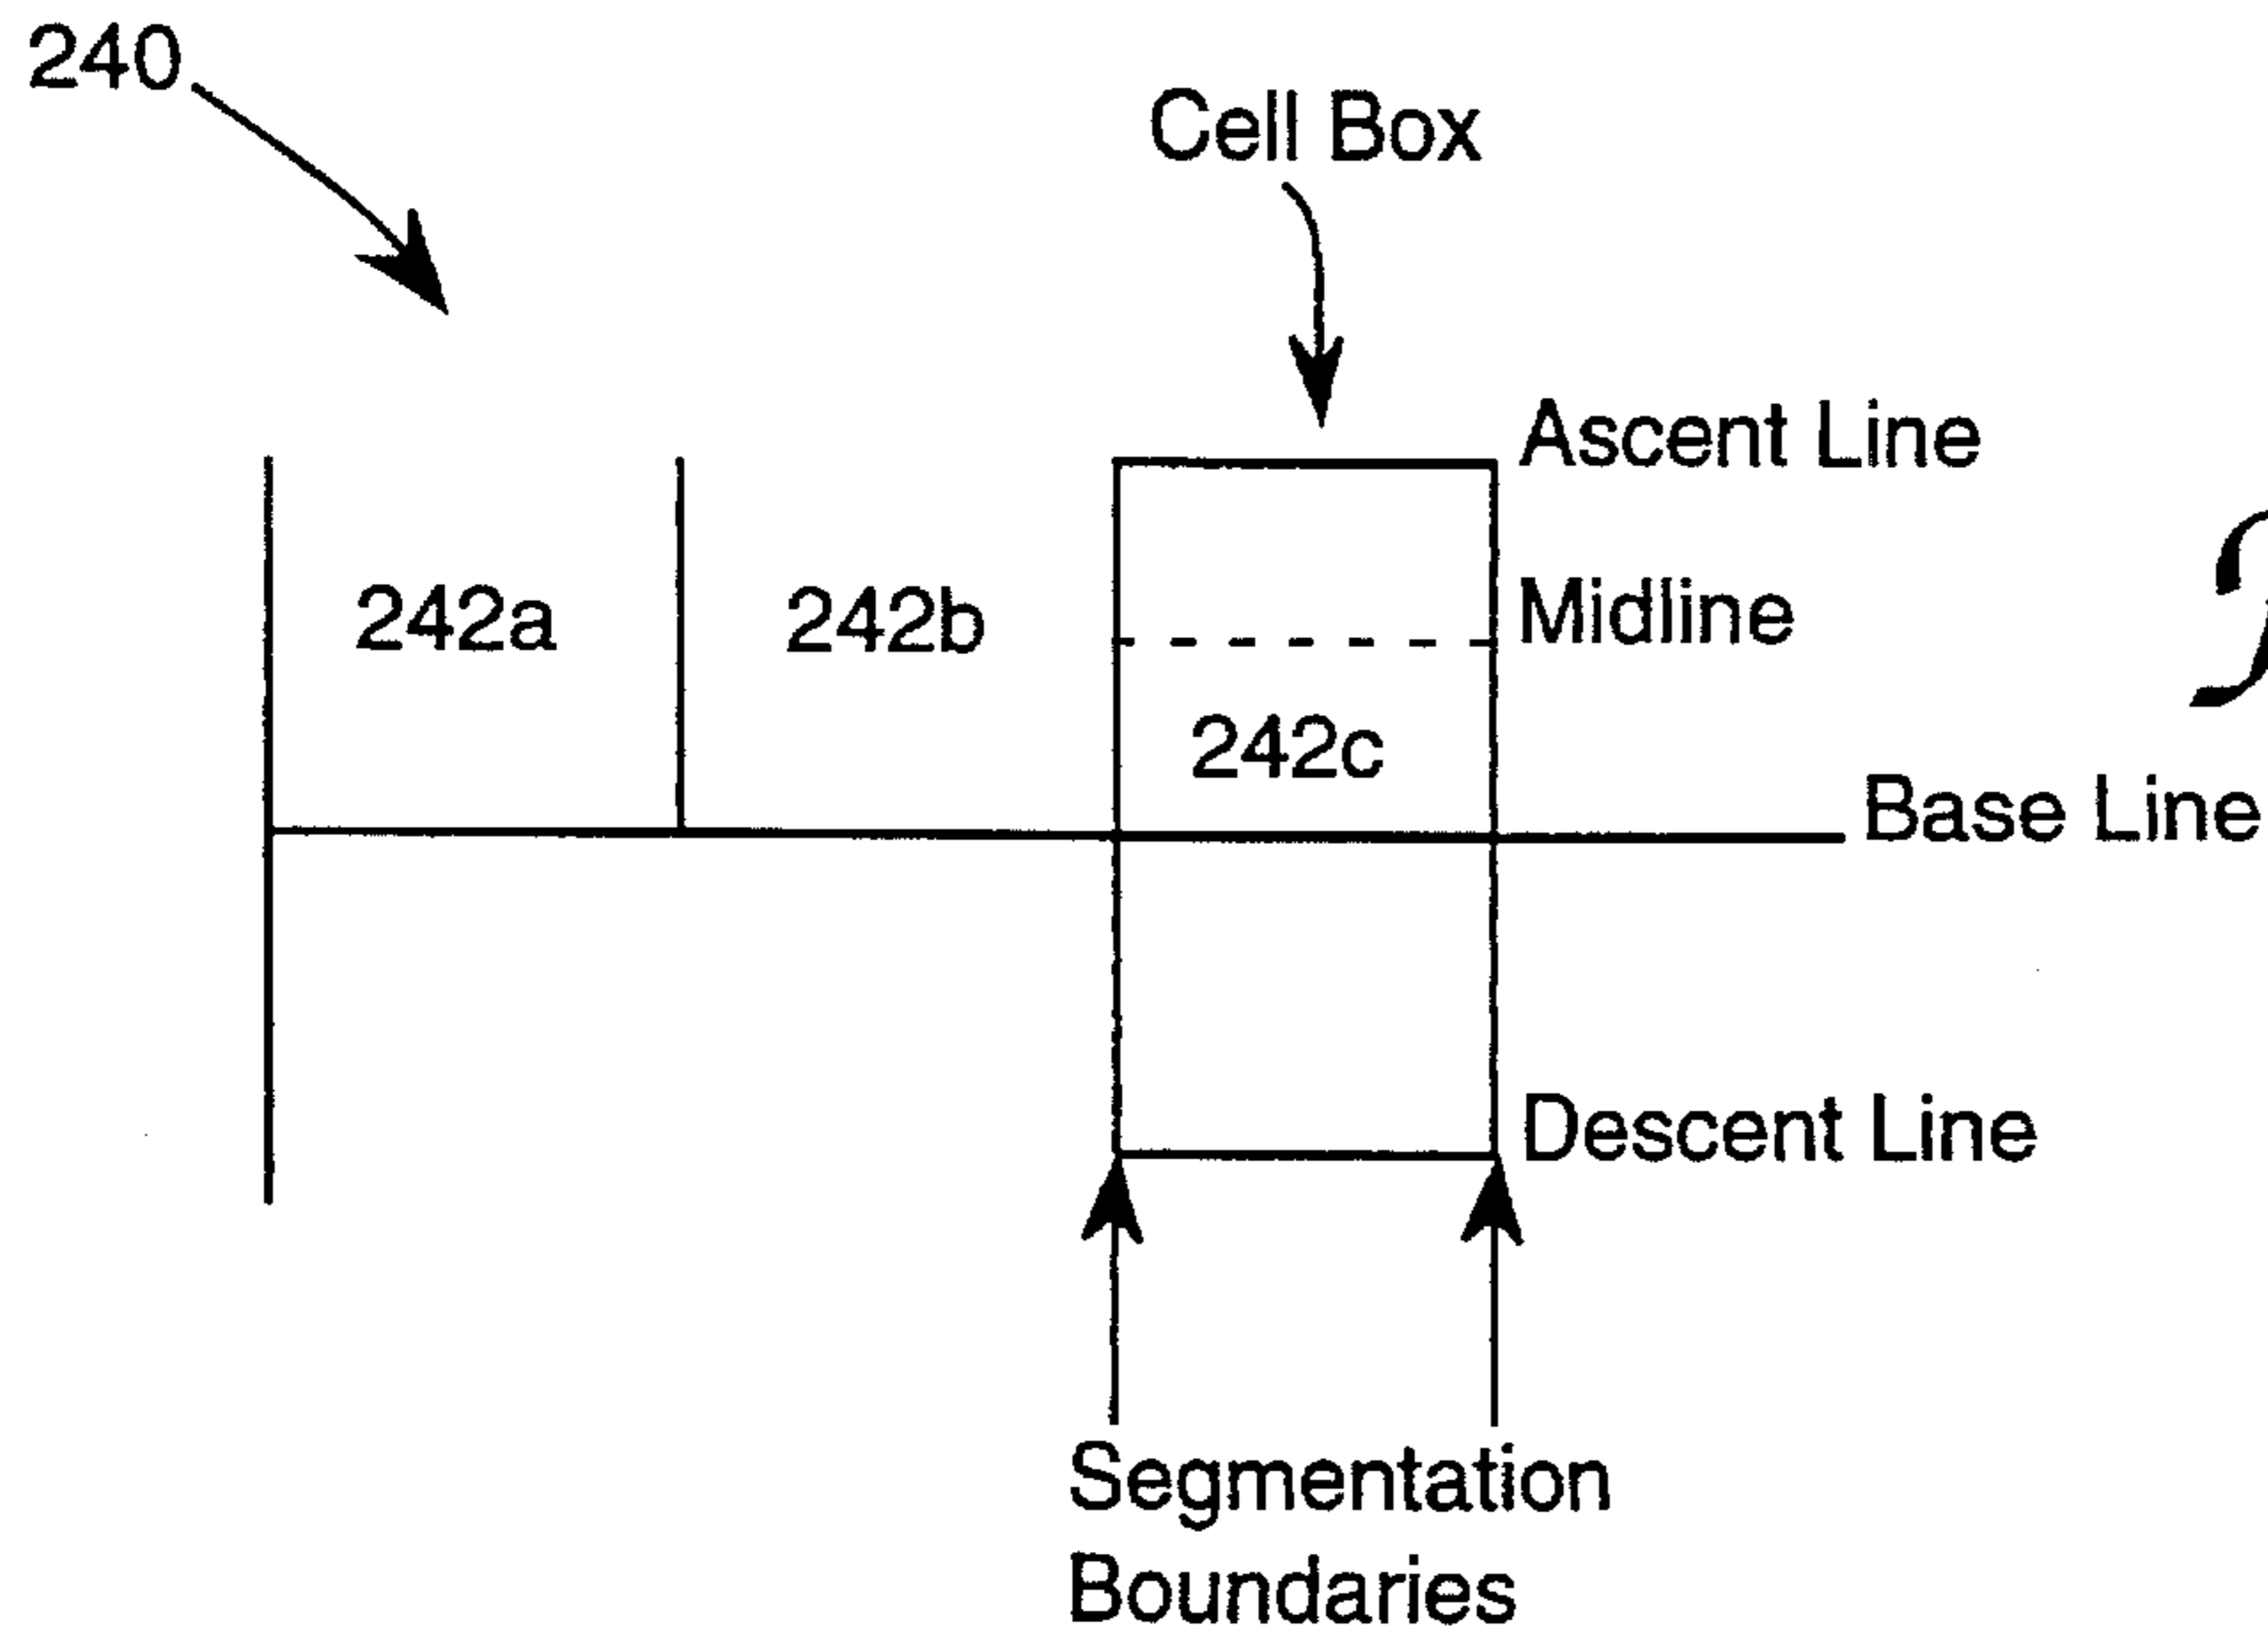 240
Cell Box
Ascent Line
242a
242b
Midline
242c
Base Line
Descent Line
Segmentation
Boundaries